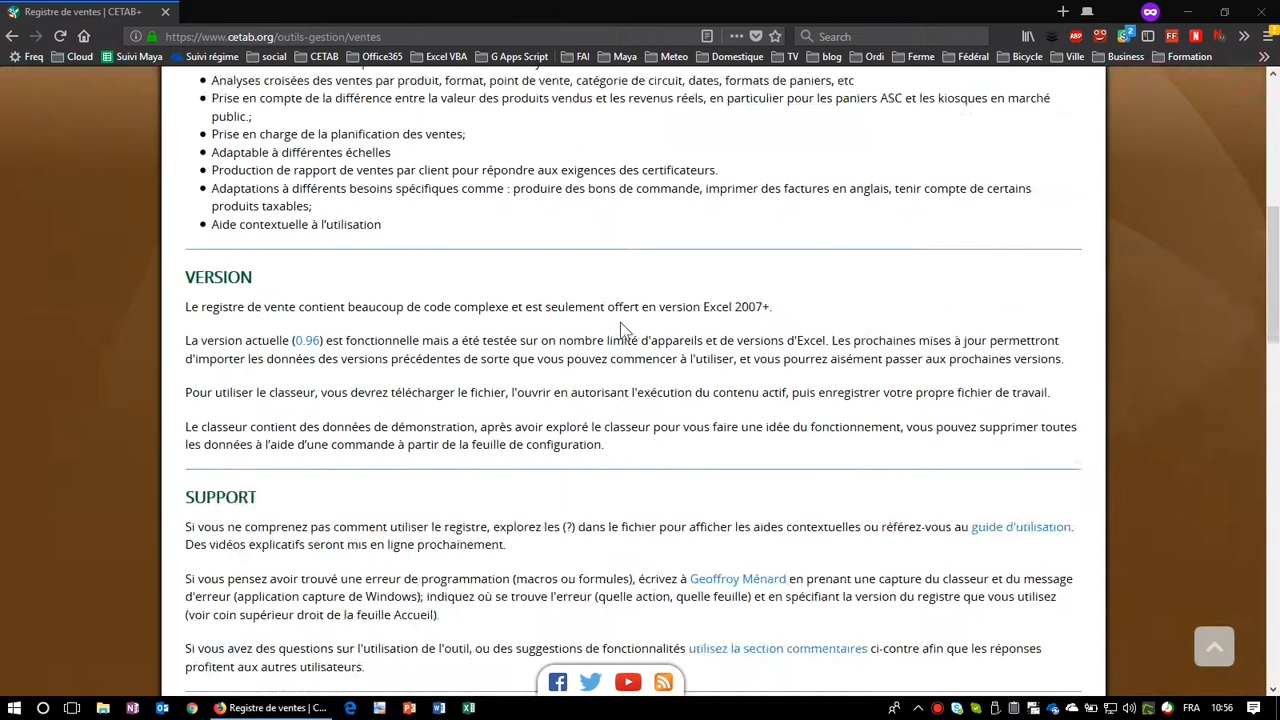 Registre de ventes | CETAB+
https://www.cetab.org/outils-gestion/ventes
Search
Freq Cloud Suivi Maya Suivi régime social CETAB Office365 Excel VBA G Apps Script FAI Maya Meteo Domestique TV blog Ordi Ferme Fédéral Bicycle Ville Business Formation
Analyses croisées des ventes par produit, format, point de vente, catégorie de circuit, dates, formats de paniers, etc
Prise en compte de la différence entre la valeur des produits vendus et les revenus réels, en particulier pour les paniers ASC et les kiosques en marché
public.;
Prise en charge de la planification des ventes;
Adaptable à différentes échelles
Production de rapport de ventes par client pour répondre aux exigences des certificateurs.
Adaptations à différents besoins spécifiques comme : produire des bons de commande, imprimer des factures en anglais, tenir compte de certains
produits taxables;
Aide contextuelle à l'utilisation
VERSION
Le registre de vente contient beaucoup de code complexe et est seulement offert en version Excel 2007+.
La version actuelle (0.96) est fonctionnelle mais a été testée sur on nombre limité d'appareils et de versions d'Excel. Les prochaines mises à jour permettront
d'importer les données des versions précédentes de sorte que vous pouvez commencer à l'utiliser, et vous pourrez aisément passer aux prochaines versions.
Pour utiliser le classeur, vous devrez télécharger le fichier, l'ouvrir en autorisant l'exécution du contenu actif, puis enregistrer votre propre fichier de travail.
Le classeur contient des données de démonstration, après avoir exploré le classeur pour vous faire une idée du fonctionnement, vous pouvez supprimer toutes
les données à l'aide d'une commande à partir de la feuille de configuration.
SUPPORT
Si vous ne comprenez pas comment utiliser le registre, explorez les (?) dans le fichier pour afficher les aides contextuelles ou référez-vous au guide d'utilisation.
Des vidéos explicatifs seront mis en ligne prochainement.
Si vous pensez avoir trouvé une erreur de programmation (macros ou formules), écrivez à Geoffroy Ménard en prenant une capture du classeur et du message
d'erreur (application capture de Windows); indiquez où se trouve l'erreur (quelle action, quelle feuille) et en spécifiant la version du registre que vous utilisez
(voir coin supérieur droit de la feuille Accueil).
Si vous avez des questions sur l'utilisation de l'outil, ou des suggestions de fonctionnalités utilisez la section commentaires ci-contre afin que les réponses
profitent aux autres utilisateurs.
Registre de ventes | C... FRA 10:56